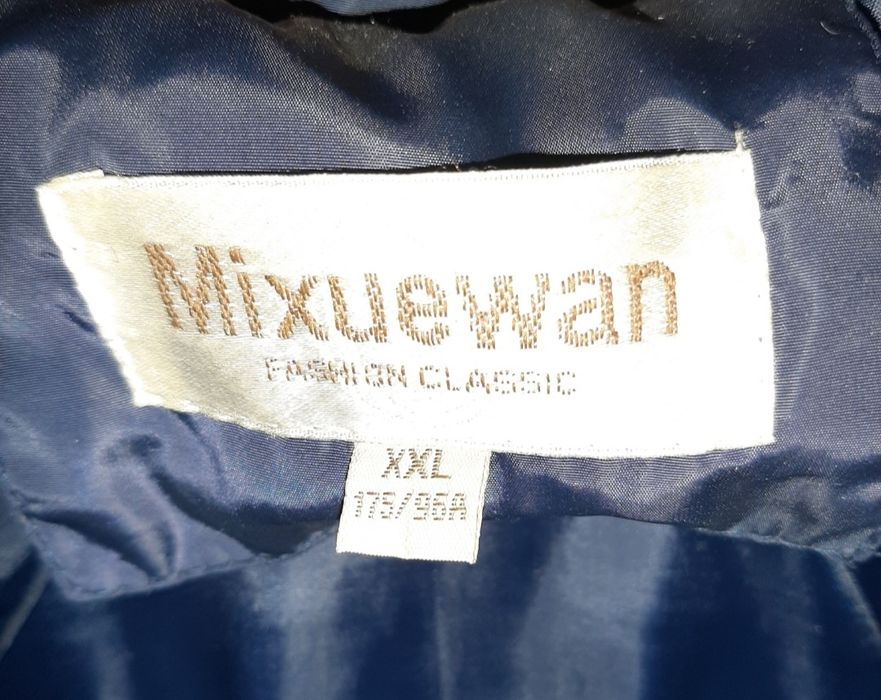 Mixuewan
FASHION CLASSIC
XXL
175/96A